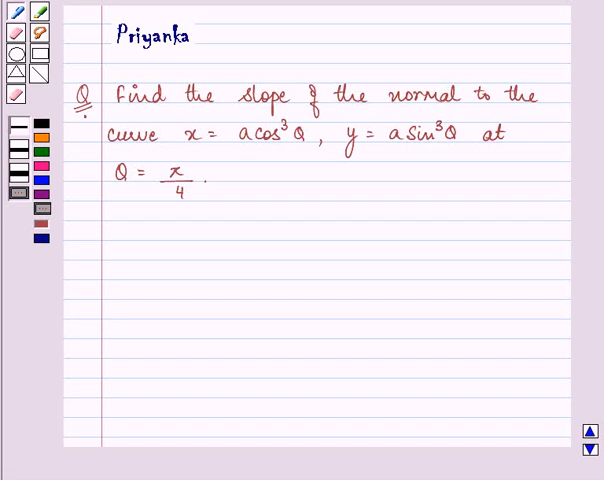 Priyanka
Q. Find the slope of the normal to the
curve x = a cos³ Q , y = a sin³ Q at
Q = π/4 .